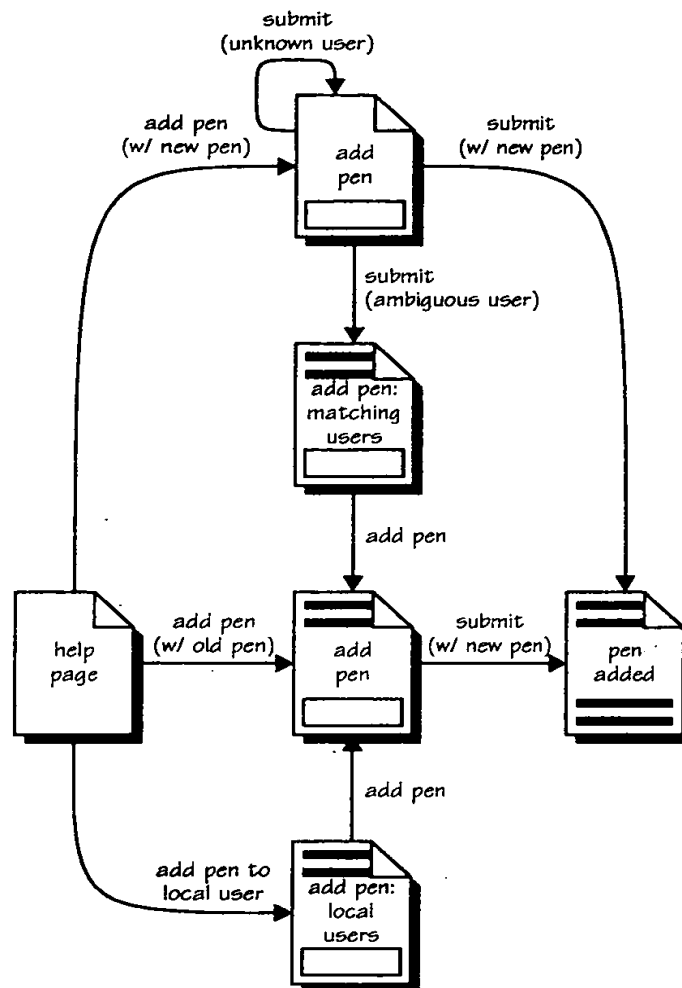 submit
(unknown user)
add pen
(w/ new pen)
submit
(w/ new pen)
add
pen
submit
(ambiguous user)
add pen:
matching
users
add pen
help
page
add pen
(w/ old pen)
add
pen
submit
(w/ new pen)
pen
added
add pen
add pen to
local user
add pen:
local
users